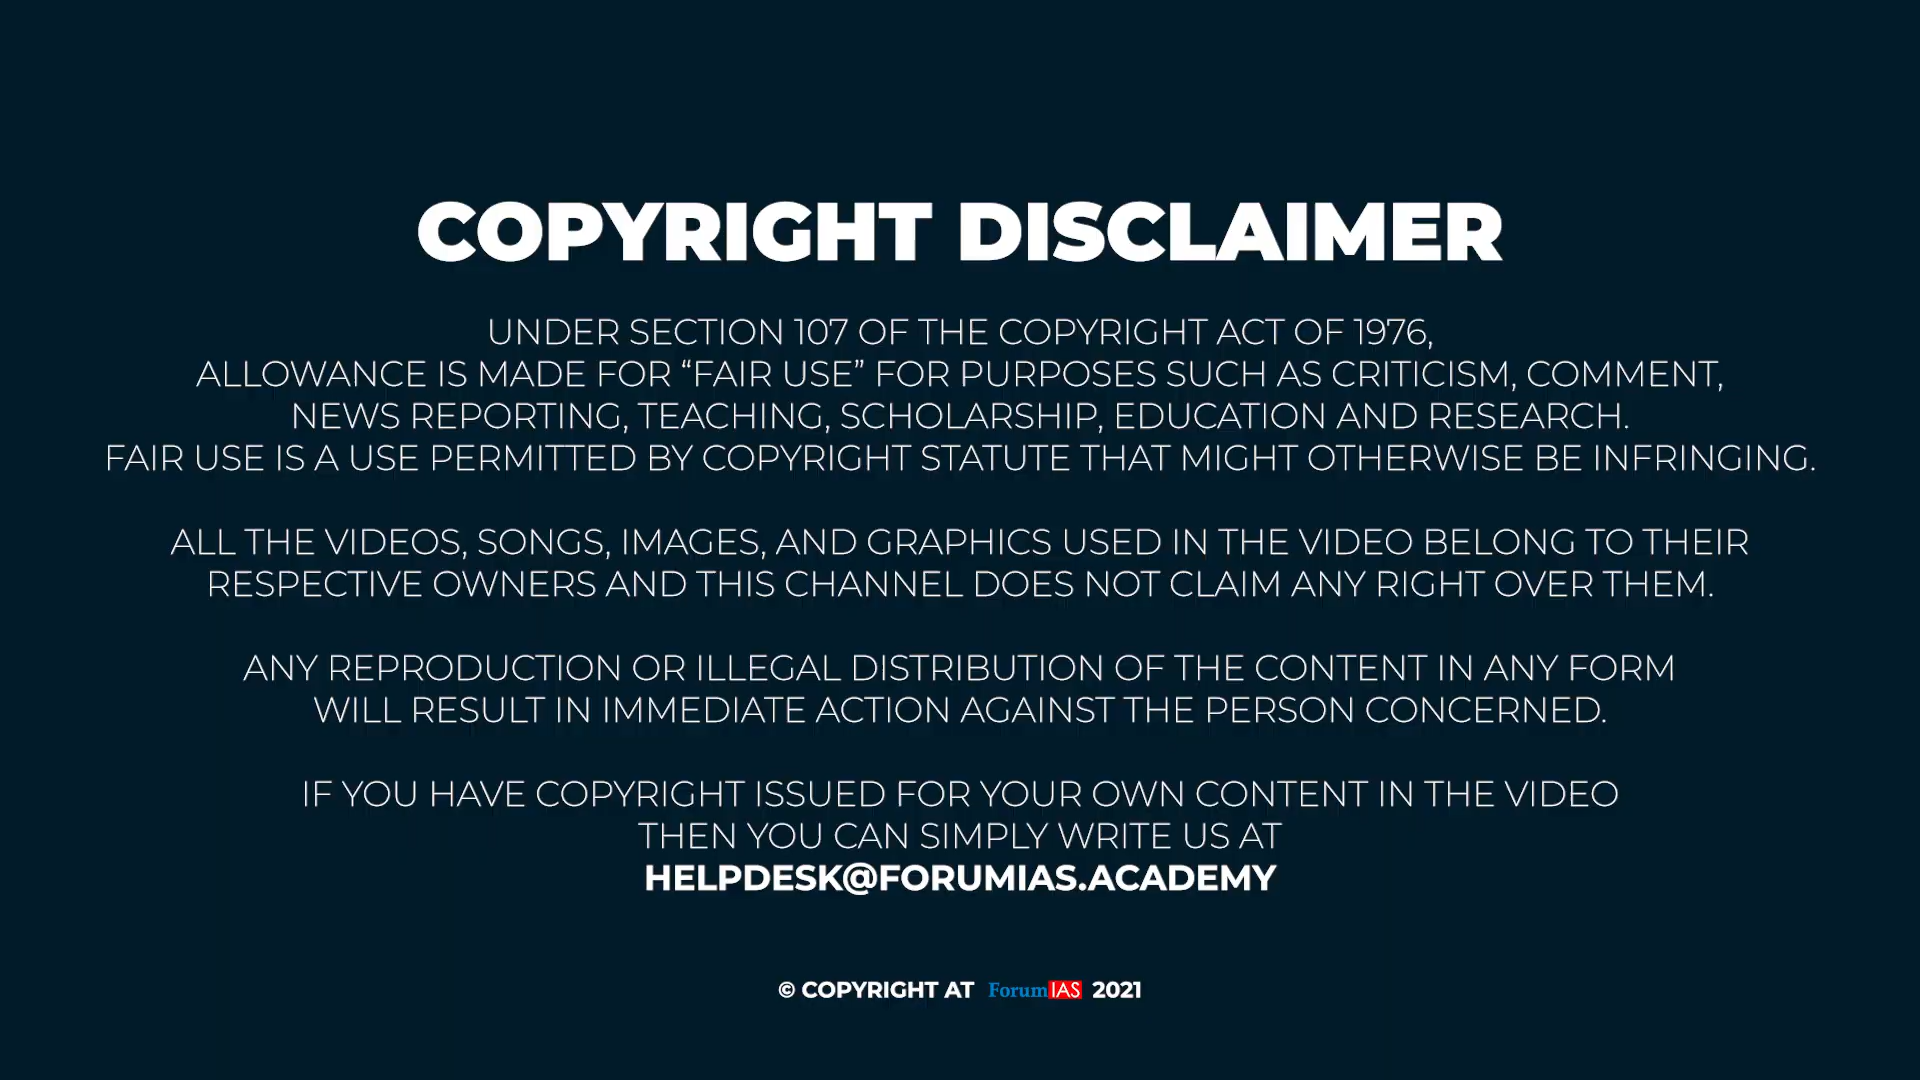 COPYRIGHT DISCLAIMER
UNDER SECTION 107 OF THE COPYRIGHT ACT OF 1976,
ALLOWANCE IS MADE FOR “FAIR USE” FOR PURPOSES SUCH AS CRITICISM, COMMENT,
NEWS REPORTING, TEACHING, SCHOLARSHIP, EDUCATION AND RESEARCH.
FAIR USE IS A USE PERMITTED BY COPYRIGHT STATUTE THAT MIGHT OTHERWISE BE INFRINGING.
ALL THE VIDEOS, SONGS, IMAGES, AND GRAPHICS USED IN THE VIDEO BELONG TO THEIR
RESPECTIVE OWNERS AND THIS CHANNEL DOES NOT CLAIM ANY RIGHT OVER THEM.
ANY REPRODUCTION OR ILLEGAL DISTRIBUTION OF THE CONTENT IN ANY FORM
WILL RESULT IN IMMEDIATE ACTION AGAINST THE PERSON CONCERNED.
IF YOU HAVE COPYRIGHT ISSUED FOR YOUR OWN CONTENT IN THE VIDEO
THEN YOU CAN SIMPLY WRITE US AT
HELPDESK@FORUMIAS.ACADEMY
© COPYRIGHT AT ForumIAS 2021